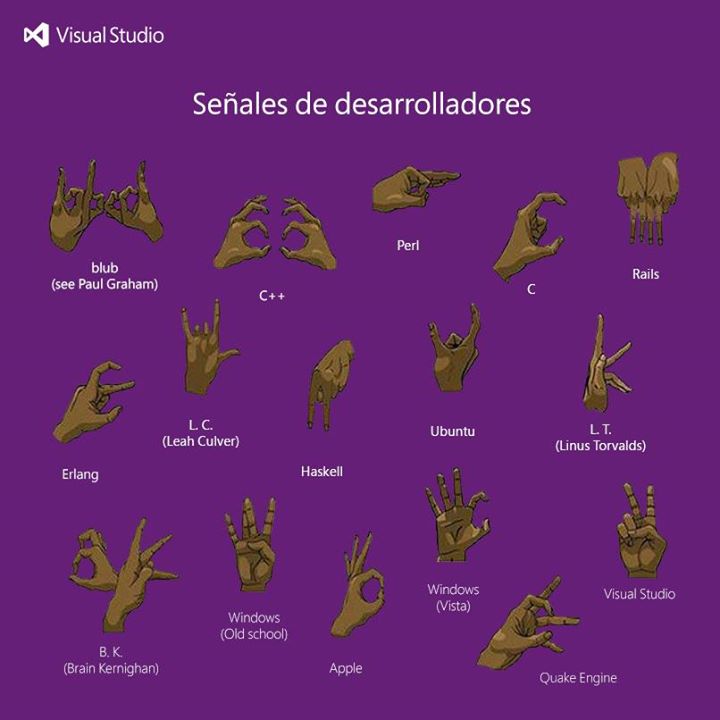 Visual Studio
Señales de desarrolladores
blub
(see Paul Graham)
C++
Perl
C
Rails
Erlang
L. C.
(Leah Culver)
Haskell
Ubuntu
L. T.
(Linus Torvalds)
B. K.
(Brain Kernighan)
Windows
(Old school)
Apple
Windows
(Vista)
Quake Engine
Visual Studio